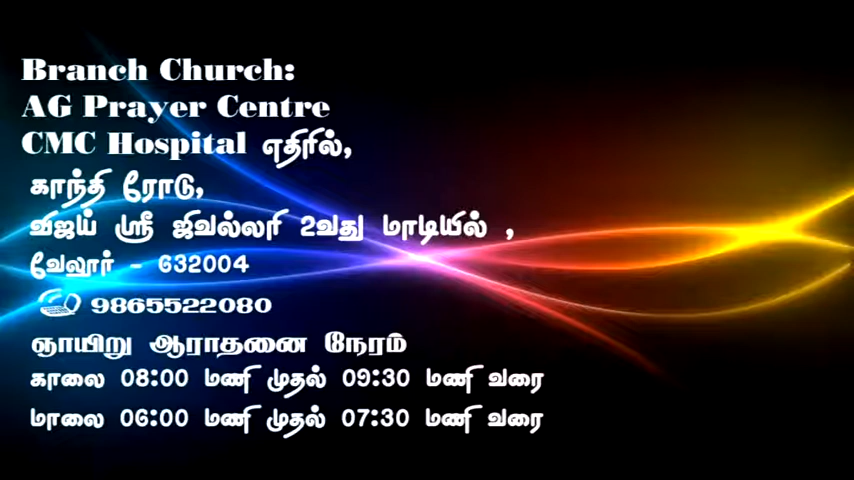 Branch Church:
AG Prayer Centre
CMC Hospital எதிரில்,
காந்தி ரோடு,
விஜய் ஸ்ரீ ஜிவல்லரி 2வது மாடியில் ,
வேலூர் - 632004
9865522080
ஞாயிறு ஆராதனை நேரம்
காலை 08:00 மணி முதல் 09:30 மணி வரை
மாலை 06:00 மணி முதல் 07:30 மணி வரை